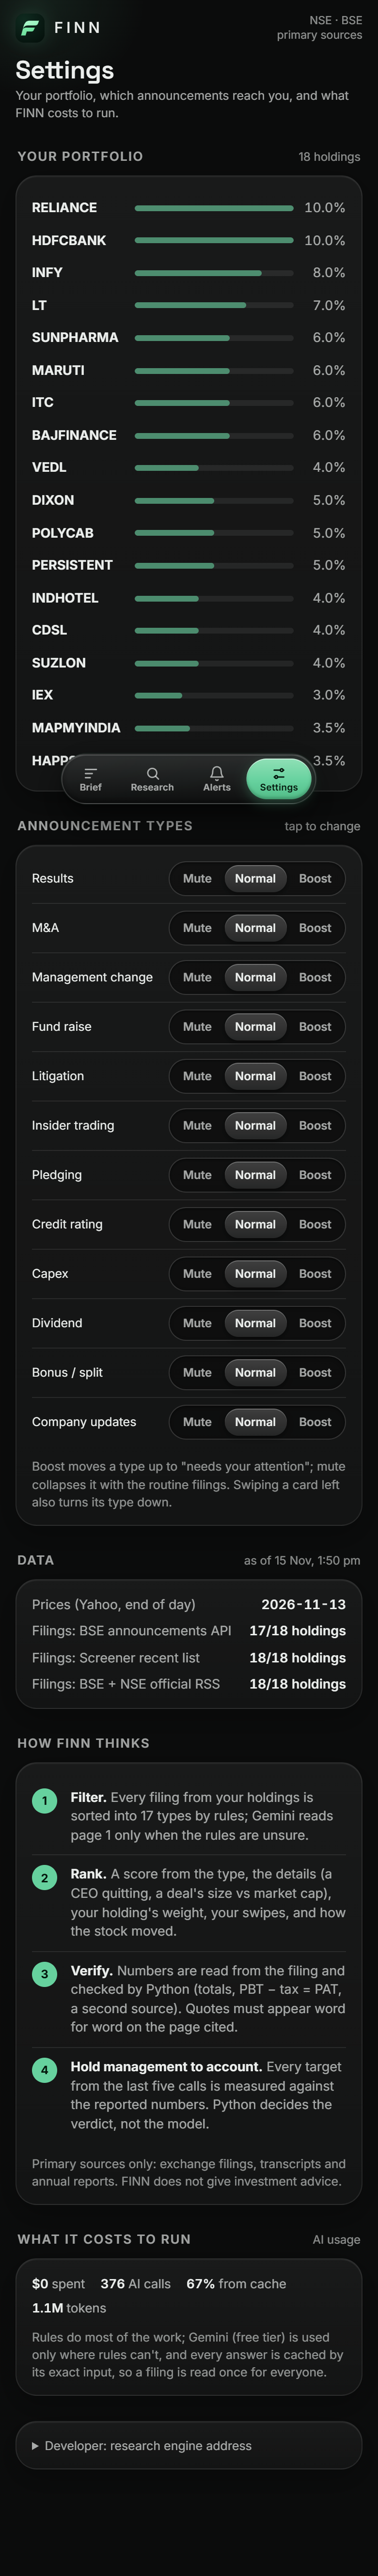 FINN
NSE · BSE
primary sources
Settings
Your portfolio, which announcements reach you, and what
FINN costs to run.
YOUR PORTFOLIO 18 holdings
RELIANCE 10.0%
HDFCBANK 10.0%
INFY 8.0%
LT 7.0%
SUNPHARMA 6.0%
MARUTI 6.0%
ITC 6.0%
BAJFINANCE 6.0%
VEDL 4.0%
DIXON 5.0%
POLYCAB 5.0%
PERSISTENT 5.0%
INDHOTEL 4.0%
CDSL 4.0%
SUZLON 4.0%
IEX 3.0%
MAPMYINDIA 3.5%
3.5%
Brief Research Alerts Settings
ANNOUNCEMENT TYPES tap to change
Results Mute Normal Boost
M&A Mute Normal Boost
Management change Mute Normal Boost
Fund raise Mute Normal Boost
Litigation Mute Normal Boost
Insider trading Mute Normal Boost
Pledging Mute Normal Boost
Credit rating Mute Normal Boost
Capex Mute Normal Boost
Dividend Mute Normal Boost
Bonus / split Mute Normal Boost
Company updates Mute Normal Boost
Boost moves a type up to "needs your attention"; mute
collapses it with the routine filings. Swiping a card left
also turns its type down.
DATA as of 15 Nov, 1:50 pm
Prices (Yahoo, end of day) 2026-11-13
Filings: BSE announcements API 17/18 holdings
Filings: Screener recent list 18/18 holdings
Filings: BSE + NSE official RSS 18/18 holdings
HOW FINN THINKS
1 Filter. Every filing from your holdings is
sorted into 17 types by rules; Gemini reads
page 1 only when the rules are unsure.
2 Rank. A score from the type, the details (a
CEO quitting, a deal's size vs market cap),
your holding's weight, your swipes, and how
the stock moved.
3 Verify. Numbers are read from the filing and
checked by Python (totals, PBT − tax = PAT,
a second source). Quotes must appear word
for word on the page cited.
4 Hold management to account. Every target
from the last five calls is measured against
the reported numbers. Python decides the
verdict, not the model.
Primary sources only: exchange filings, transcripts and
annual reports. FINN does not give investment advice.
WHAT IT COSTS TO RUN AI usage
$0 spent 376 AI calls 67% from cache
1.1M tokens
Rules do most of the work; Gemini (free tier) is used
only where rules can't, and every answer is cached by
its exact input, so a filing is read once for everyone.
▶ Developer: research engine address